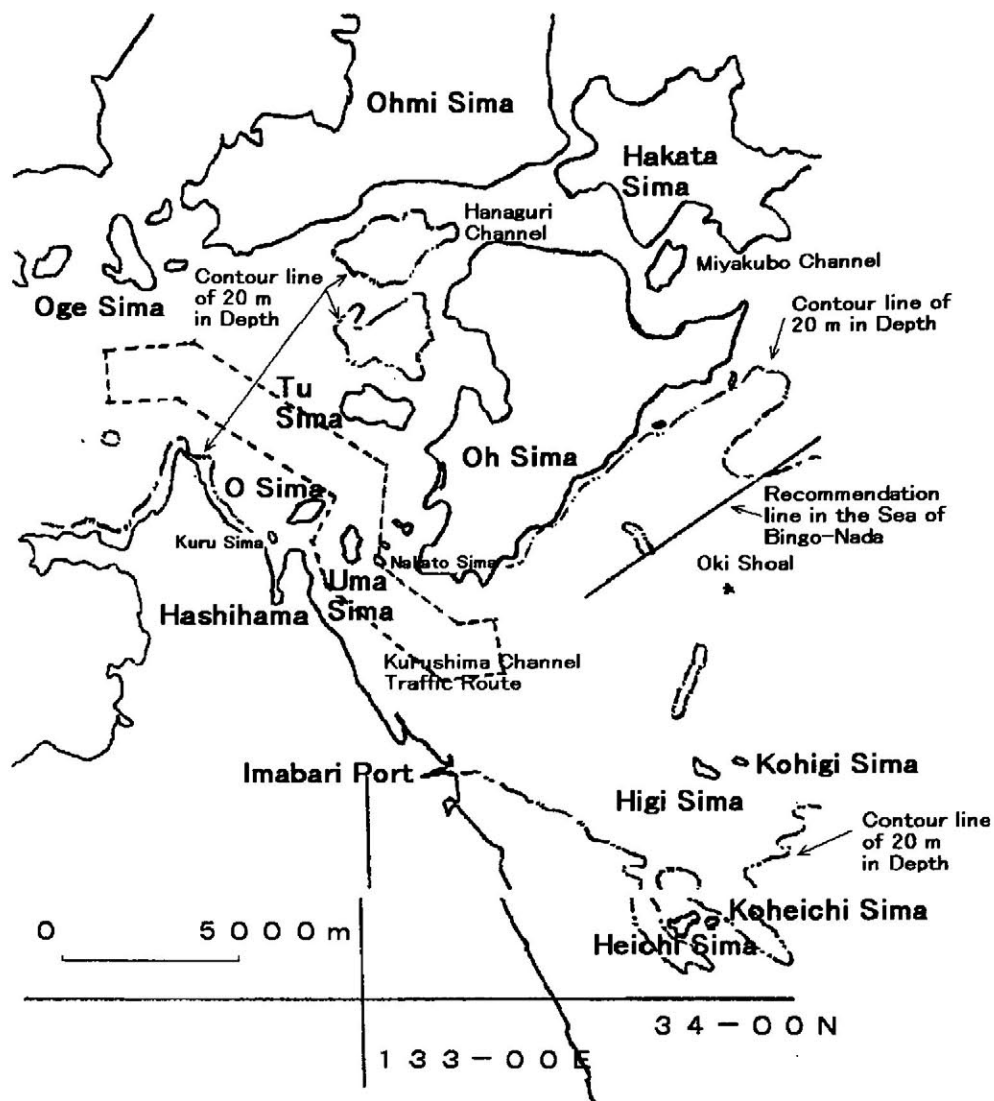 Ohmi Sima
Hakata
Sima
Hanaguri
Channel
Miyakubo Channel
Oge Sima
Contour line
of 20 m
in Depth
Contour line of
20 m in Depth
?
Tu
Sima
Oh Sima
O Sima
Recommendation
line in the Sea of
Bingo-Nada
Kuru Sima
Nakato Sima
Oki Shoal
Uma
Sima
Hashihama
Kurushima Channel
Traffic Route
Imabari Port
Kohigi Sima
Higi Sima
Contour line
of 20 m
in Depth
Koheichi Sima
Heichi Sima
0 5000m
34-00N
133-00E